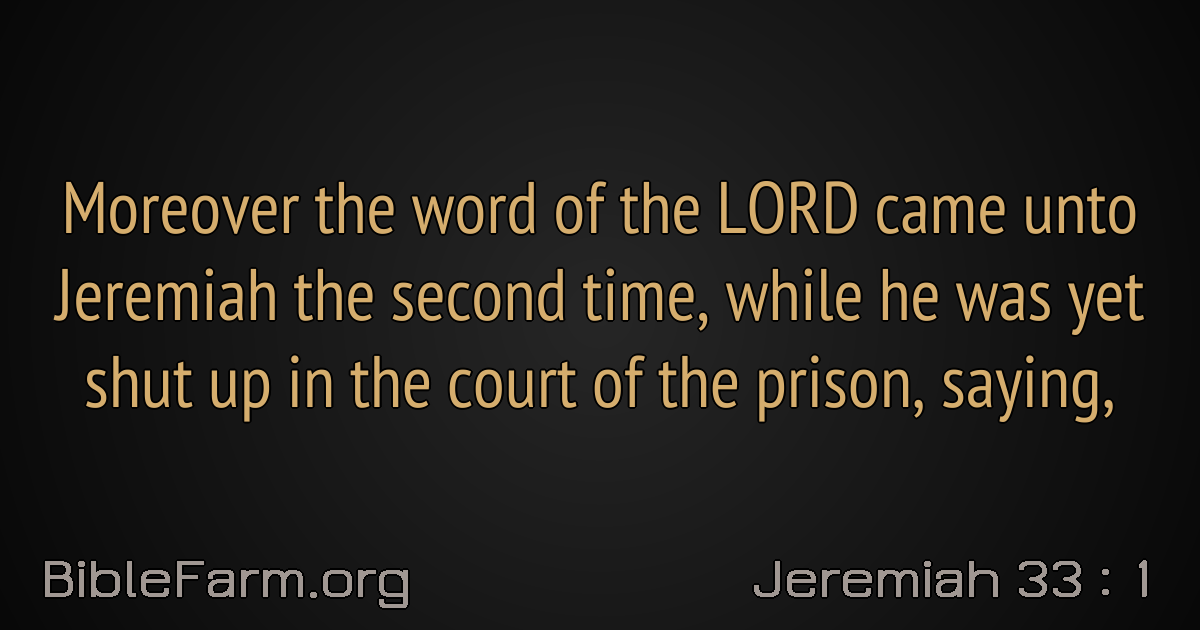 Moreover the word of the LORD came unto
Jeremiah the second time, while he was yet
shut up in the court of the prison, saying,
BibleFarm.org
Jeremiah 33 : 1